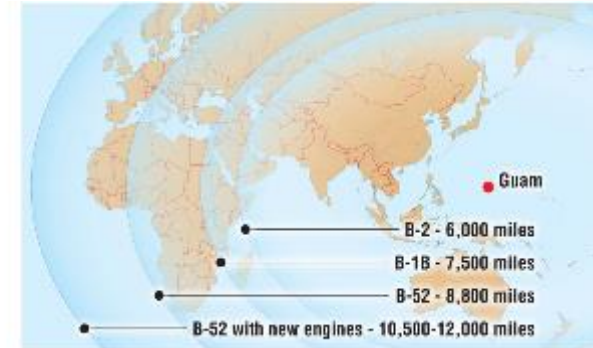 Guam
B-2 - 6,000 miles
B-1B - 7,500 miles
B-52 - 8,800 miles
B-52 with new engines - 10,500-12,000 miles